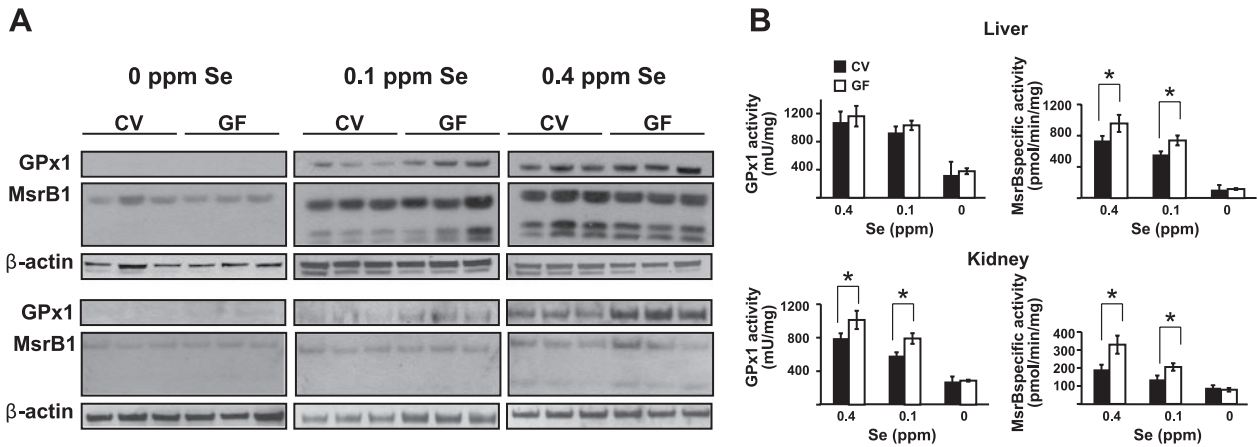 A
0 ppm Se 0.1 ppm Se 0.4 ppm Se
CV GF CV GF CV GF
GPx1
MsrB1
β-actin
GPx1
MsrB1
β-actin
B
Liver
CV
GF
GPx1 activity
(mU/mg)
1200
800
400
0.4 0.1 0
Se (ppm)
MsrBspecific activity
(pmol/min/mg)
1200
800
400
* *
0.4 0.1 0
Se (ppm)
Kidney
GPx1 activity
(mU/mg)
1200
800
400
* *
0.4 0.1 0
Se (ppm)
MsrBspecific activity
(pmol/min/mg)
400
300
200
100
* *
0.4 0.1 0
Se (ppm)